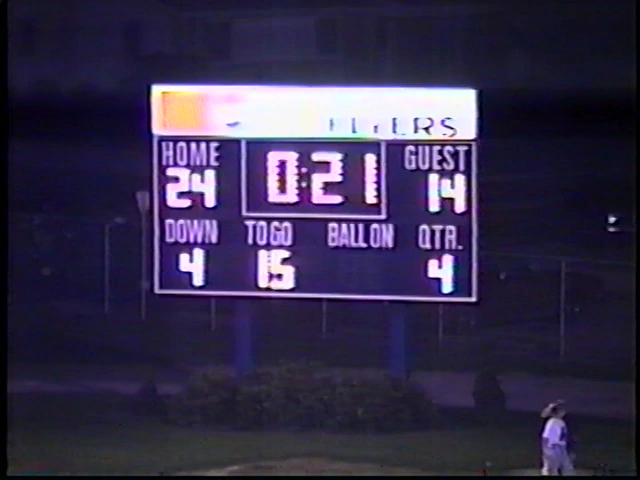 FLYERS
HOME GUEST
24 0:21 14
DOWN TO GO BALL ON QTR.
4 15 4